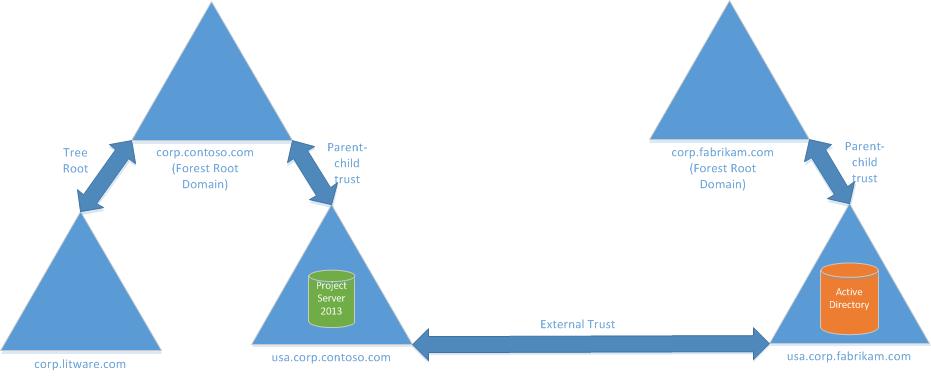 Tree
Root
corp.contoso.com
(Forest Root
Domain)
Parent-
child
trust
corp.fabrikam.com
(Forest Root
Domain)
Parent-
child
trust
Project
Server
2013
Active
Directory
External Trust
corp.litware.com
usa.corp.contoso.com
usa.corp.fabrikam.com